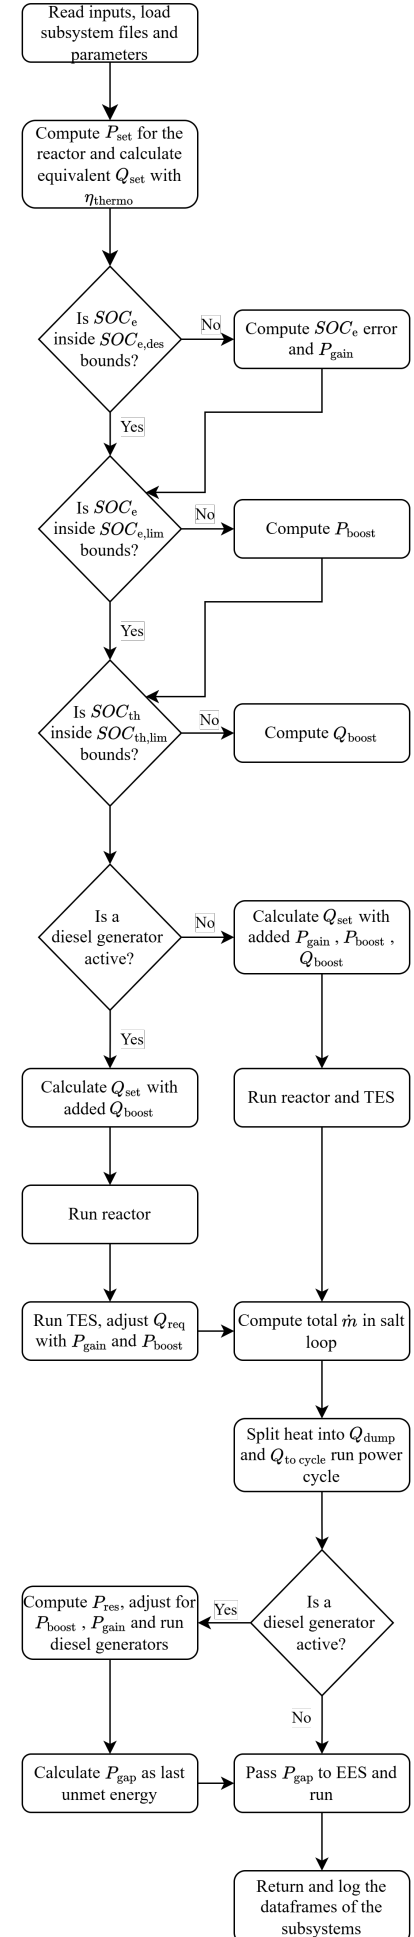 Read inputs, load
subsystem files and
parameters
Compute P_set for the
reactor and calculate
equivalent Q_set with
η_thermo
Is SOC_e
inside SOC_e,des
bounds?
No
Compute SOC_e error
and P_gain
Yes
Is SOC_e
inside SOC_e,lim
bounds?
No
Compute P_boost
Yes
Is SOC_th
inside SOC_th,lim
bounds?
No
Compute Q_boost
Is a
diesel generator
active?
No
Calculate Q_set with
added P_gain , P_boost ,
Q_boost
Yes
Calculate Q_set with
added Q_boost
Run reactor and TES
Run reactor
Run TES, adjust Q_req
with P_gain and P_boost
Compute total ṁ in salt
loop
Split heat into Q_dump
and Q_to cycle run power
cycle
Is a
diesel generator
active?
Yes
Compute P_res, adjust for
P_boost , P_gain and run
diesel generators
No
Calculate P_gap as last
unmet energy
Pass P_gap to EES and
run
Return and log the
dataframes of the
subsystems